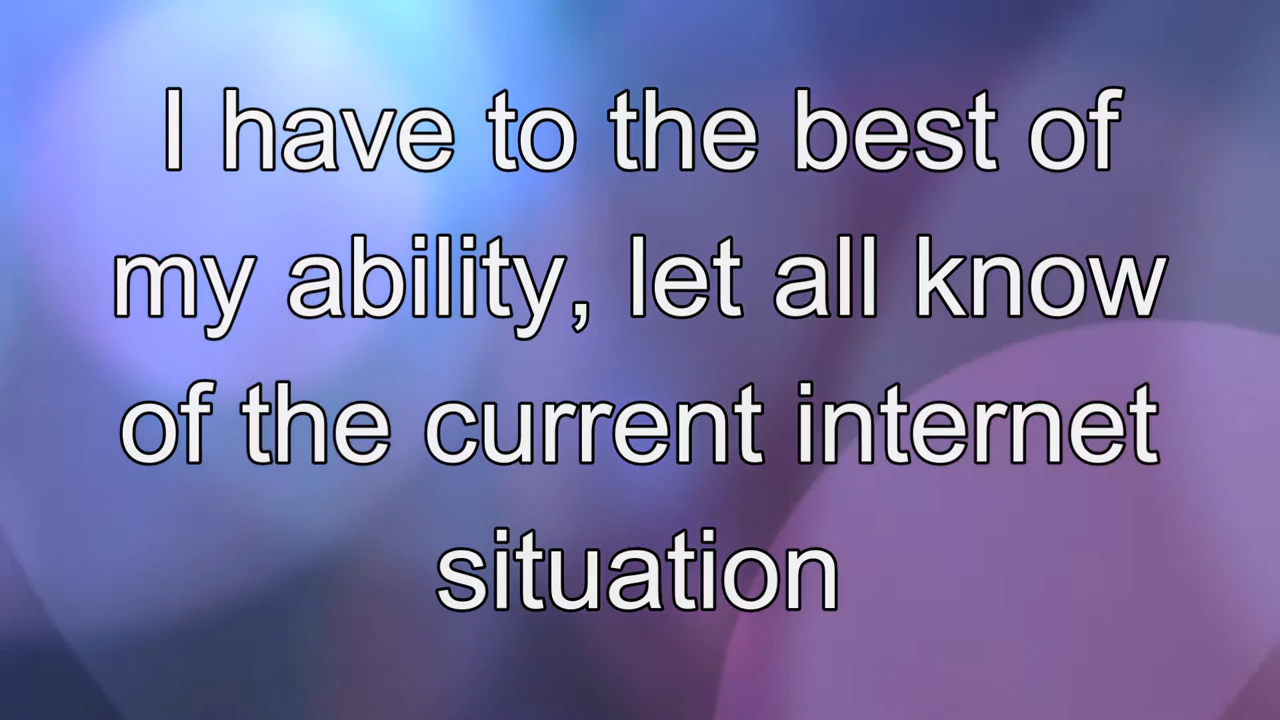 I have to the best of
my ability, let all know
of the current internet
situation